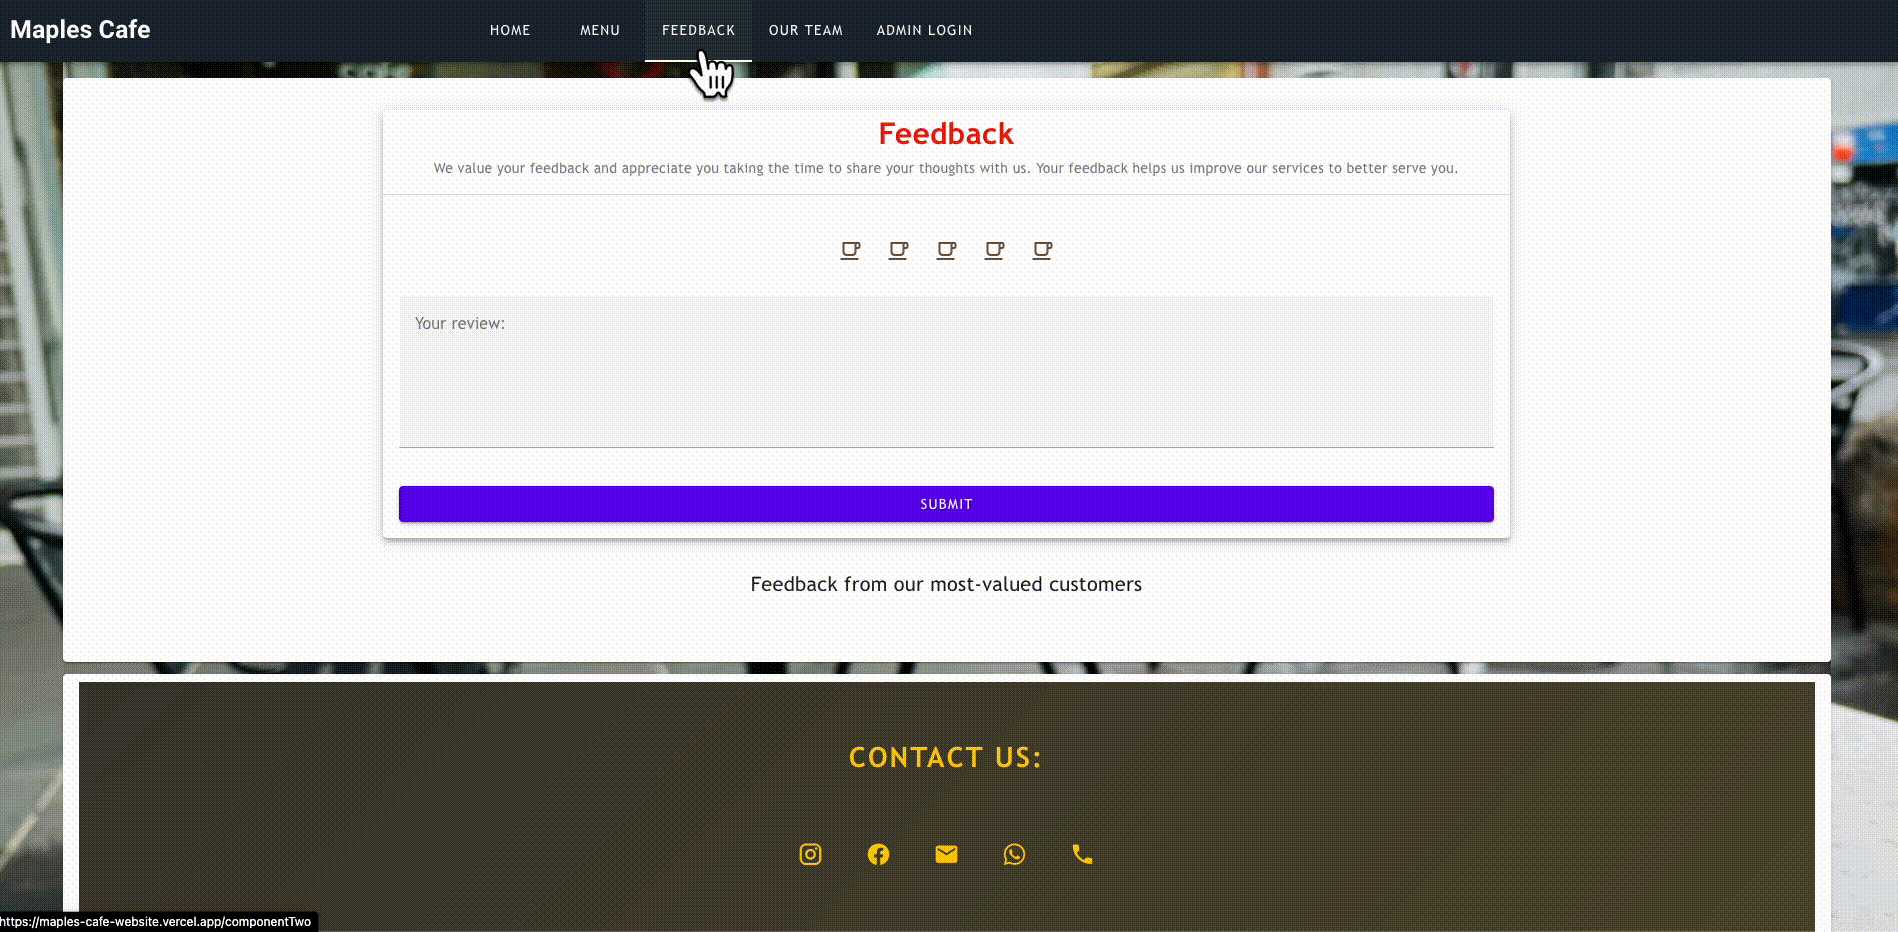 Maples Cafe
HOME MENU FEEDBACK OUR TEAM ADMIN LOGIN
cafe
Feedback
We value your feedback and appreciate you taking the time to share your thoughts with us. Your feedback helps us improve our services to better serve you.
Your review:
SUBMIT
Feedback from our most-valued customers
CONTACT US:
https://maples-cafe-website.vercel.app/componentTwo